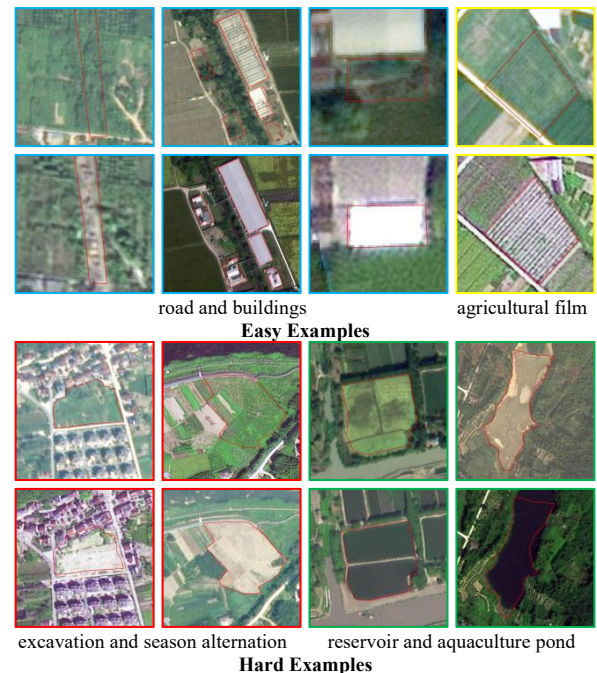 road and buildings
agricultural film
Easy Examples
excavation and season alternation
reservoir and aquaculture pond
Hard Examples